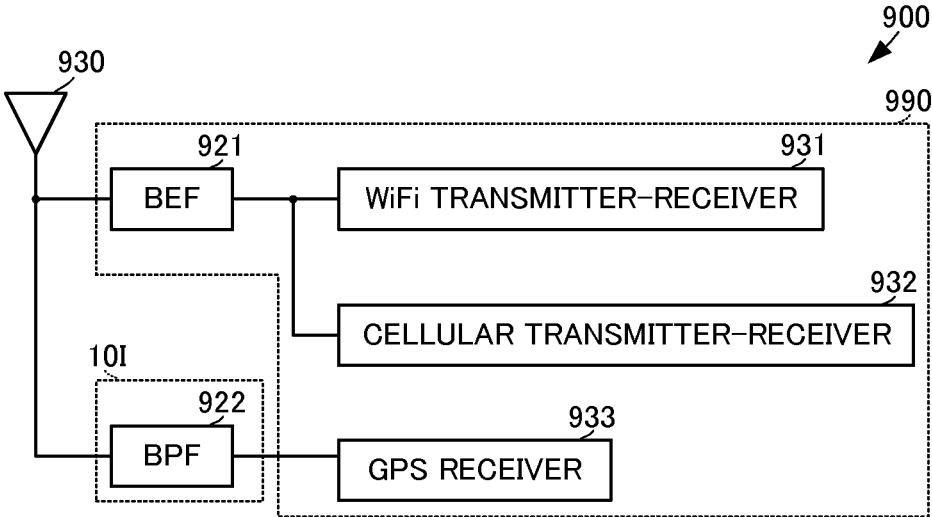 900
930
990
921
BEF
931
WiFi TRANSMITTER-RECEIVER
932
CELLULAR TRANSMITTER-RECEIVER
10I
922
BPF
933
GPS RECEIVER